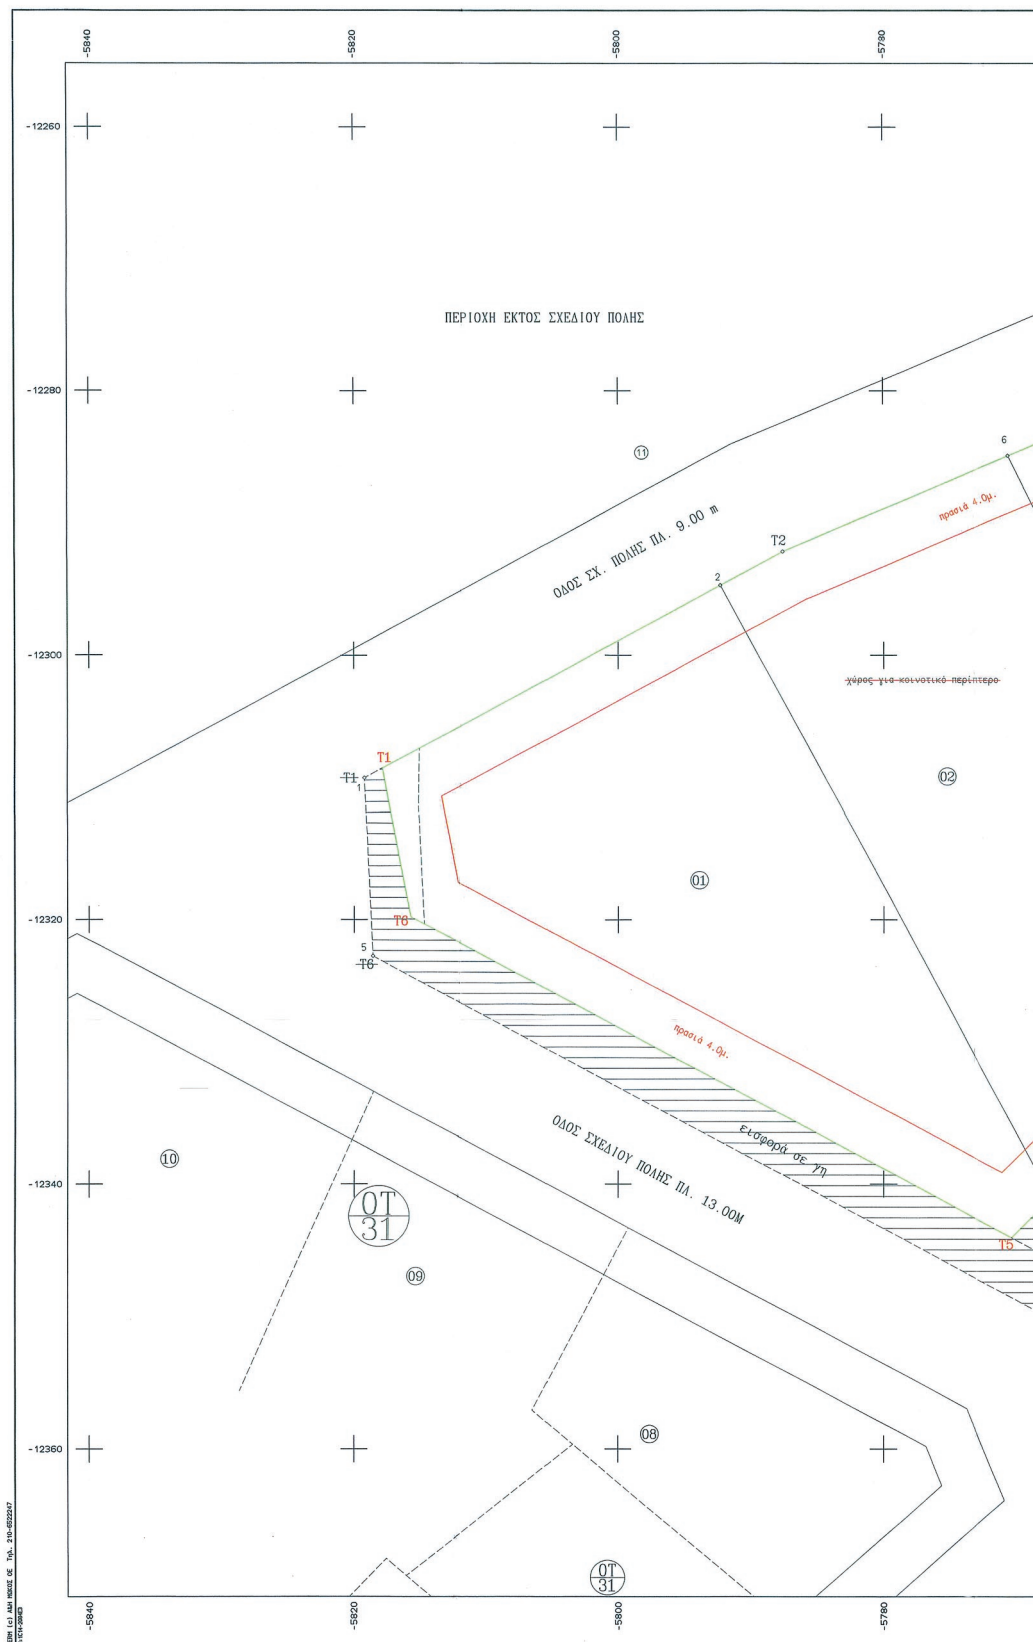 -5840
-5820
-5800
-5780
-12260
ΠΕΡΙΟΧΗ ΕΚΤΟΣ ΣΧΕΔΙΟΥ ΠΟΛΗΣ
-12280
6
11
πρασιά 4.0μ.
ΟΔΟΣ ΣΧ. ΠΟΛΗΣ ΠΛ. 9.00 m
T2
2
-12300
χώρος για κοινοτικό περίπτερο
T1
T1
1
02
01
-12320
T6
5
T6
πρασιά 4.0μ.
ΟΔΟΣ ΣΧΕΔΙΟΥ ΠΟΛΗΣ ΠΛ. 13.00Μ
εισφορά σε γη
10
-12340
ΟΤ
31
T5
09
08
-12360
ΟΤ
31
-5840
-5820
-5800
-5780